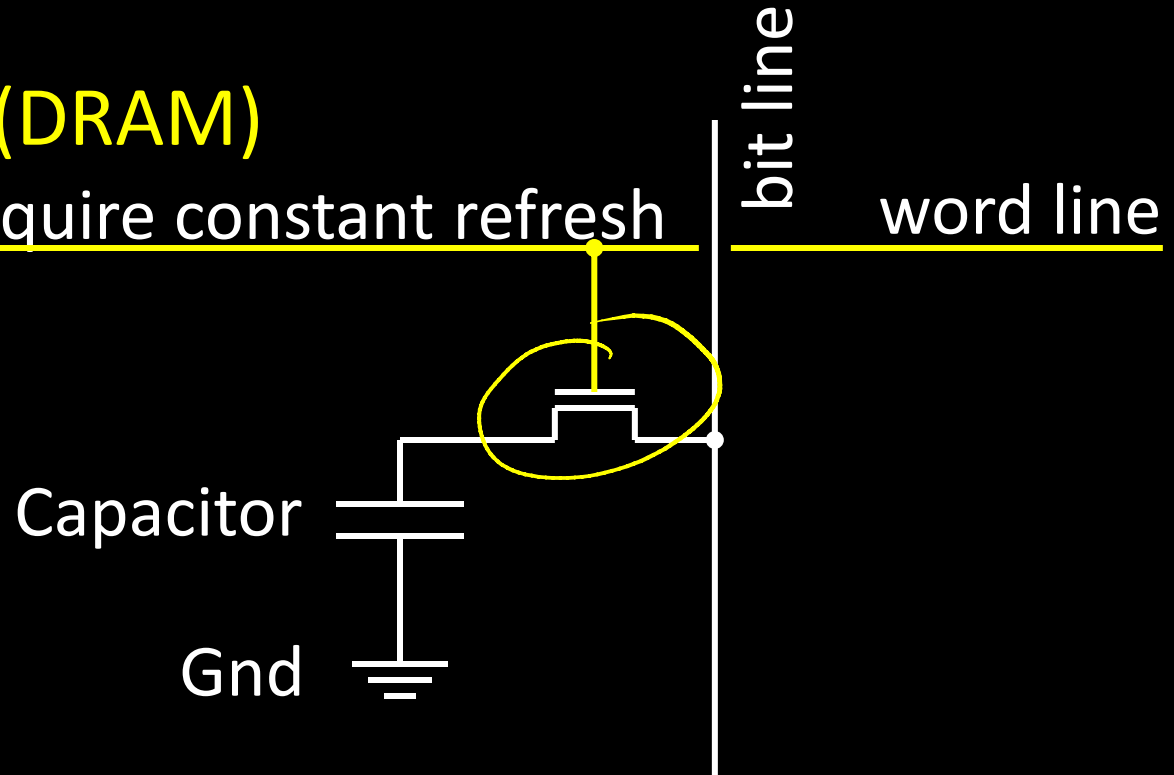 bit line
(DRAM)
quire constant refresh
word line
Capacitor
Gnd